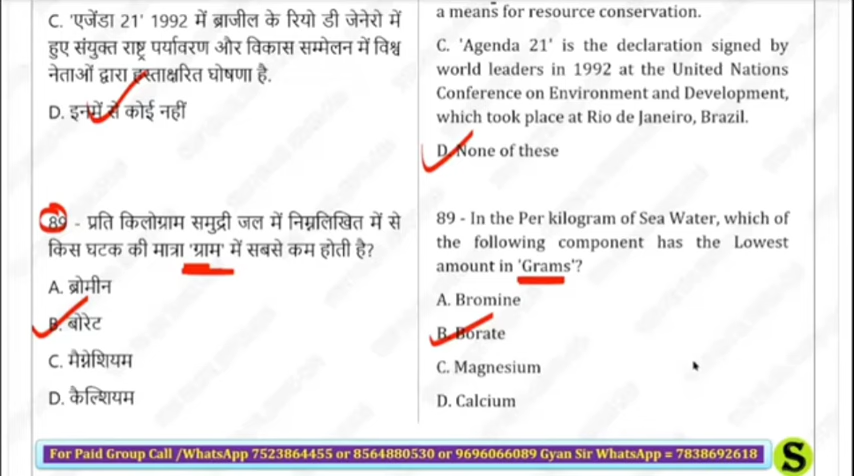 C. 'एजेंडा 21' 1992 में ब्राजील के रियो डी जेनेरो में
हुए संयुक्त राष्ट्र पर्यावरण और विकास सम्मेलन में विश्व
नेताओं द्वारा हस्ताक्षरित घोषणा है.
D. इनमें से कोई नहीं
89 - प्रति किलोग्राम समुद्री जल में निम्नलिखित में से
किस घटक की मात्रा 'ग्राम' में सबसे कम होती है?
A. ब्रोमीन
B. बोरेट
C. मैग्नेशियम
D. कैल्शियम
a means for resource conservation.
C. 'Agenda 21' is the declaration signed by
world leaders in 1992 at the United Nations
Conference on Environment and Development,
which took place at Rio de Janeiro, Brazil.
D. None of these
89 - In the Per kilogram of Sea Water, which of
the following component has the Lowest
amount in 'Grams'?
A. Bromine
B. Borate
C. Magnesium
D. Calcium
For Paid Group Call /WhatsApp 7523864455 or 8564880530 or 9696066089 Gyan Sir WhatsApp = 7838692618
S